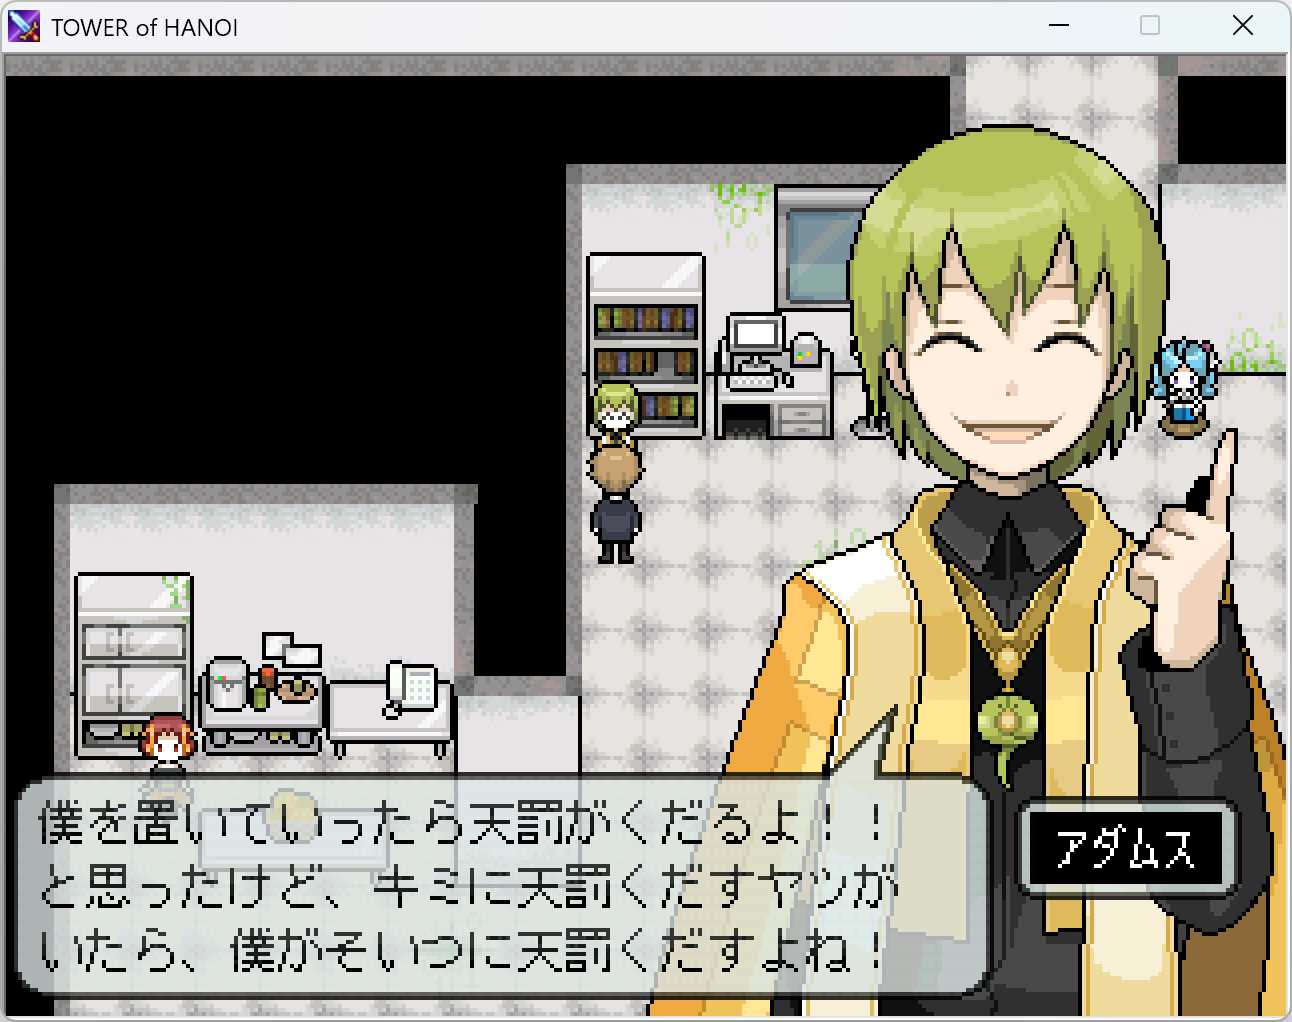 TOWER of HANOI
僕を置いていったら天罰がくだるよ！！
と思ったけど、キミに天罰くだすヤツが
いたら、僕がそいつに天罰くだすよね！
アダムス